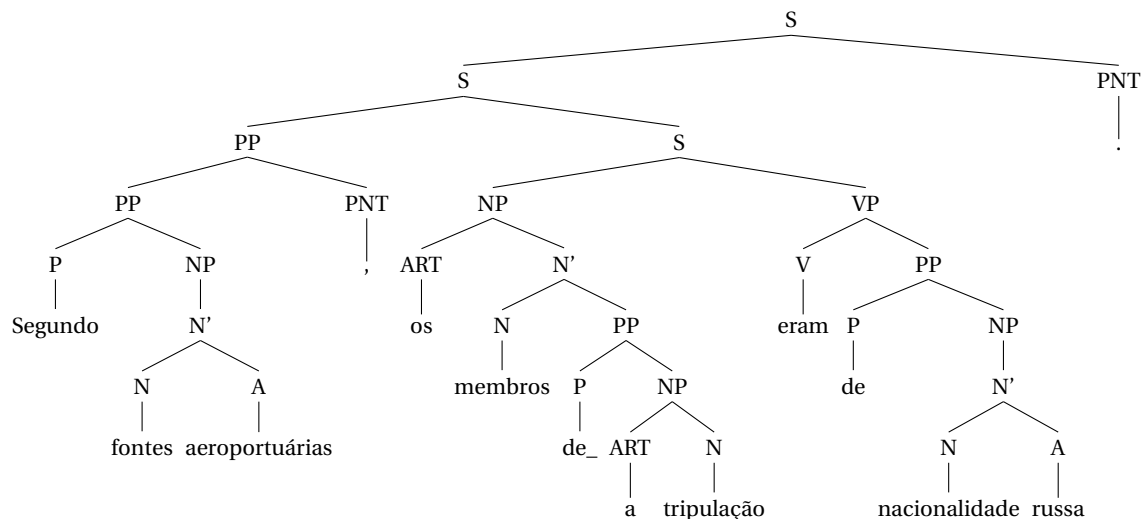 S
S PNT
PP S .
PP PNT NP VP
P NP , ART N' V PP
Segundo N' os N PP eram P NP
N A membros P NP de N'
fontes aeroportuárias de_ ART N N A
a tripulação nacionalidade russa